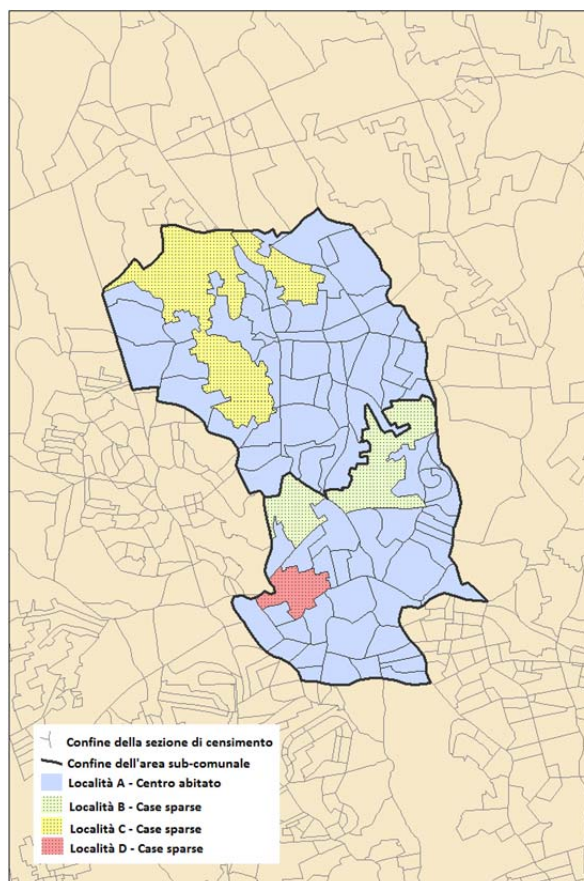 Confine della sezione di censimento
Confine dell'area sub-comunale
Località A - Centro abitato
Località B - Case sparse
Località C - Case sparse
Località D - Case sparse